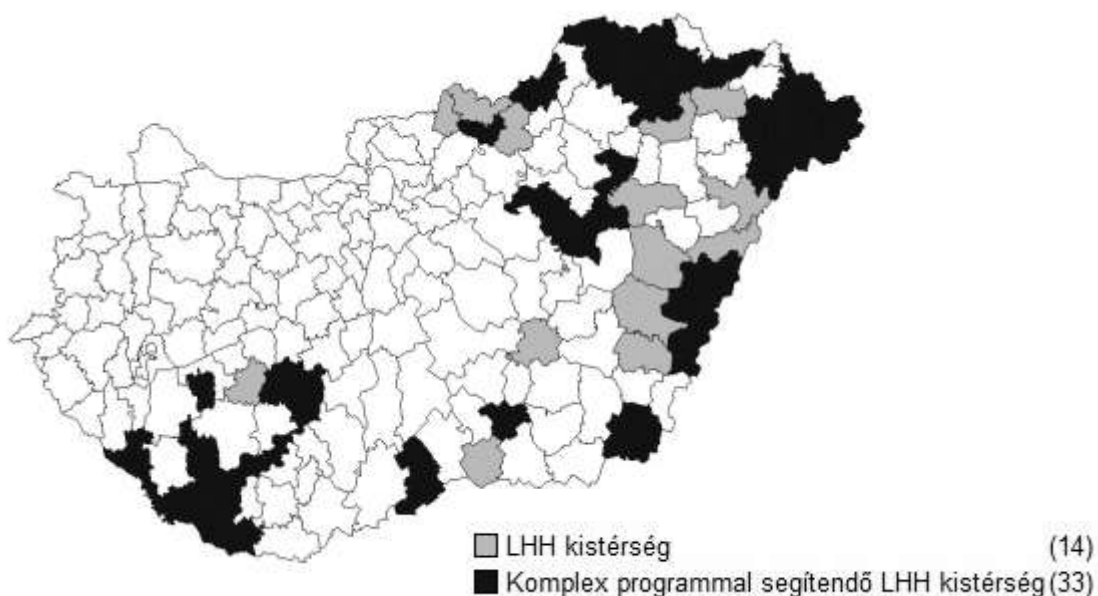 LHH kistérség (14)
Komplex programmal segítendő LHH kistérség (33)